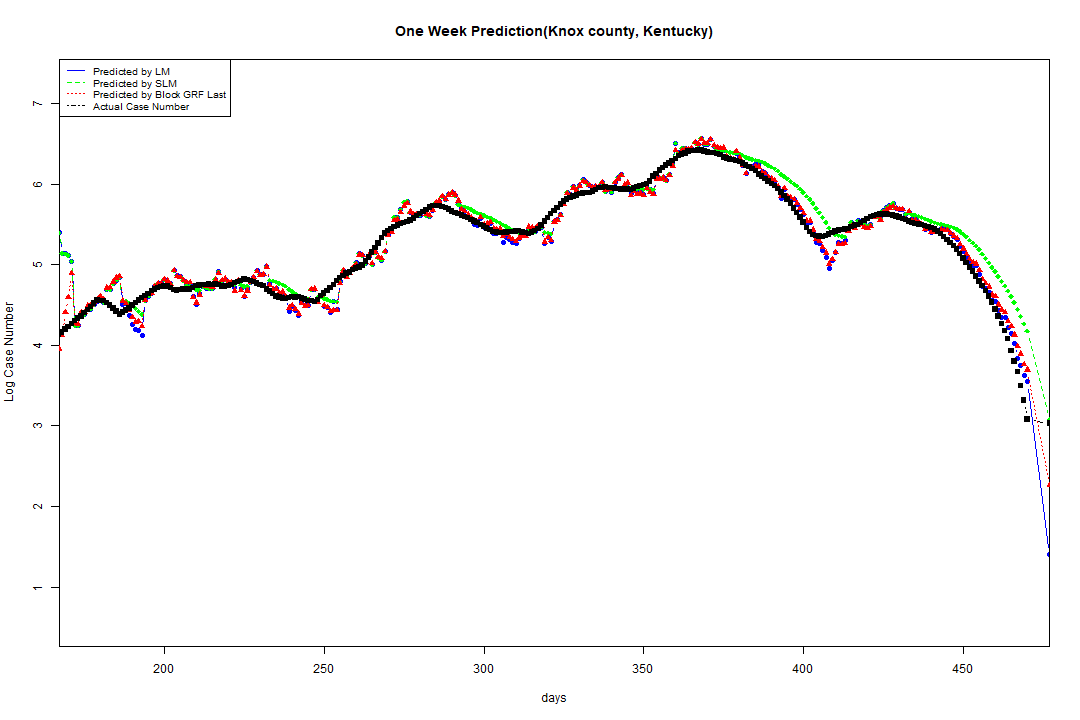 One Week Prediction(Knox county, Kentucky)
Predicted by LM
Predicted by SLM
Predicted by Block GRF Last
Actual Case Number
7
6
5
4
3
2
1
Log Case Number
200 250 300 350 400 450
days